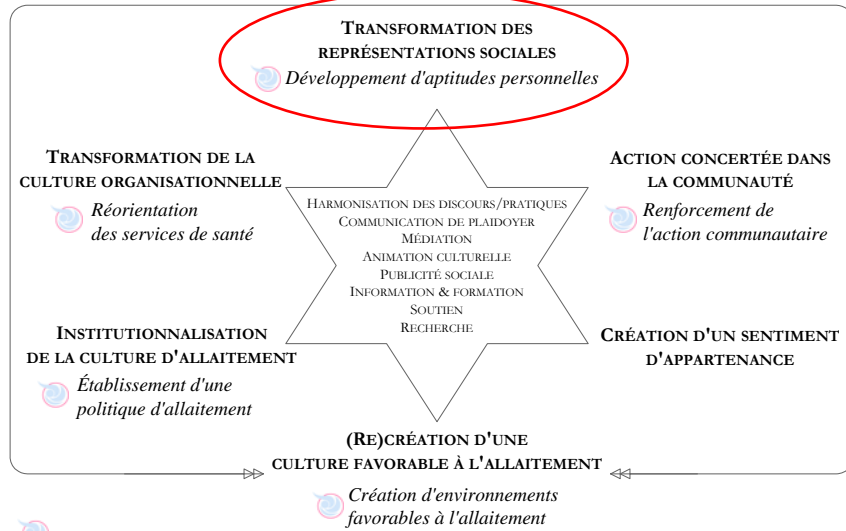 TRANSFORMATION DES
REPRÉSENTATIONS SOCIALES
Développement d'aptitudes personnelles
TRANSFORMATION DE LA
CULTURE ORGANISATIONNELLE
Réorientation
des services de santé
ACTION CONCERTÉE DANS
LA COMMUNAUTÉ
Renforcement de
l'action communautaire
HARMONISATION DES DISCOURS/PRATIQUES
COMMUNICATION DE PLAIDOYER
MÉDIATION
ANIMATION CULTURELLE
PUBLICITÉ SOCIALE
INFORMATION & FORMATION
SOUTIEN
RECHERCHE
INSTITUTIONNALISATION
DE LA CULTURE D'ALLAITEMENT
Établissement d'une
politique d'allaitement
CRÉATION D'UN SENTIMENT
D'APPARTENANCE
(RE)CRÉATION D'UNE
CULTURE FAVORABLE À L'ALLAITEMENT
Création d'environnements
favorables à l'allaitement